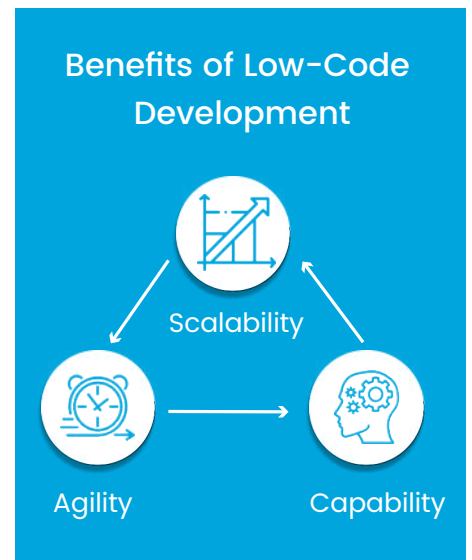 Benefits of Low-Code
Development
Scalability
Agility
Capability